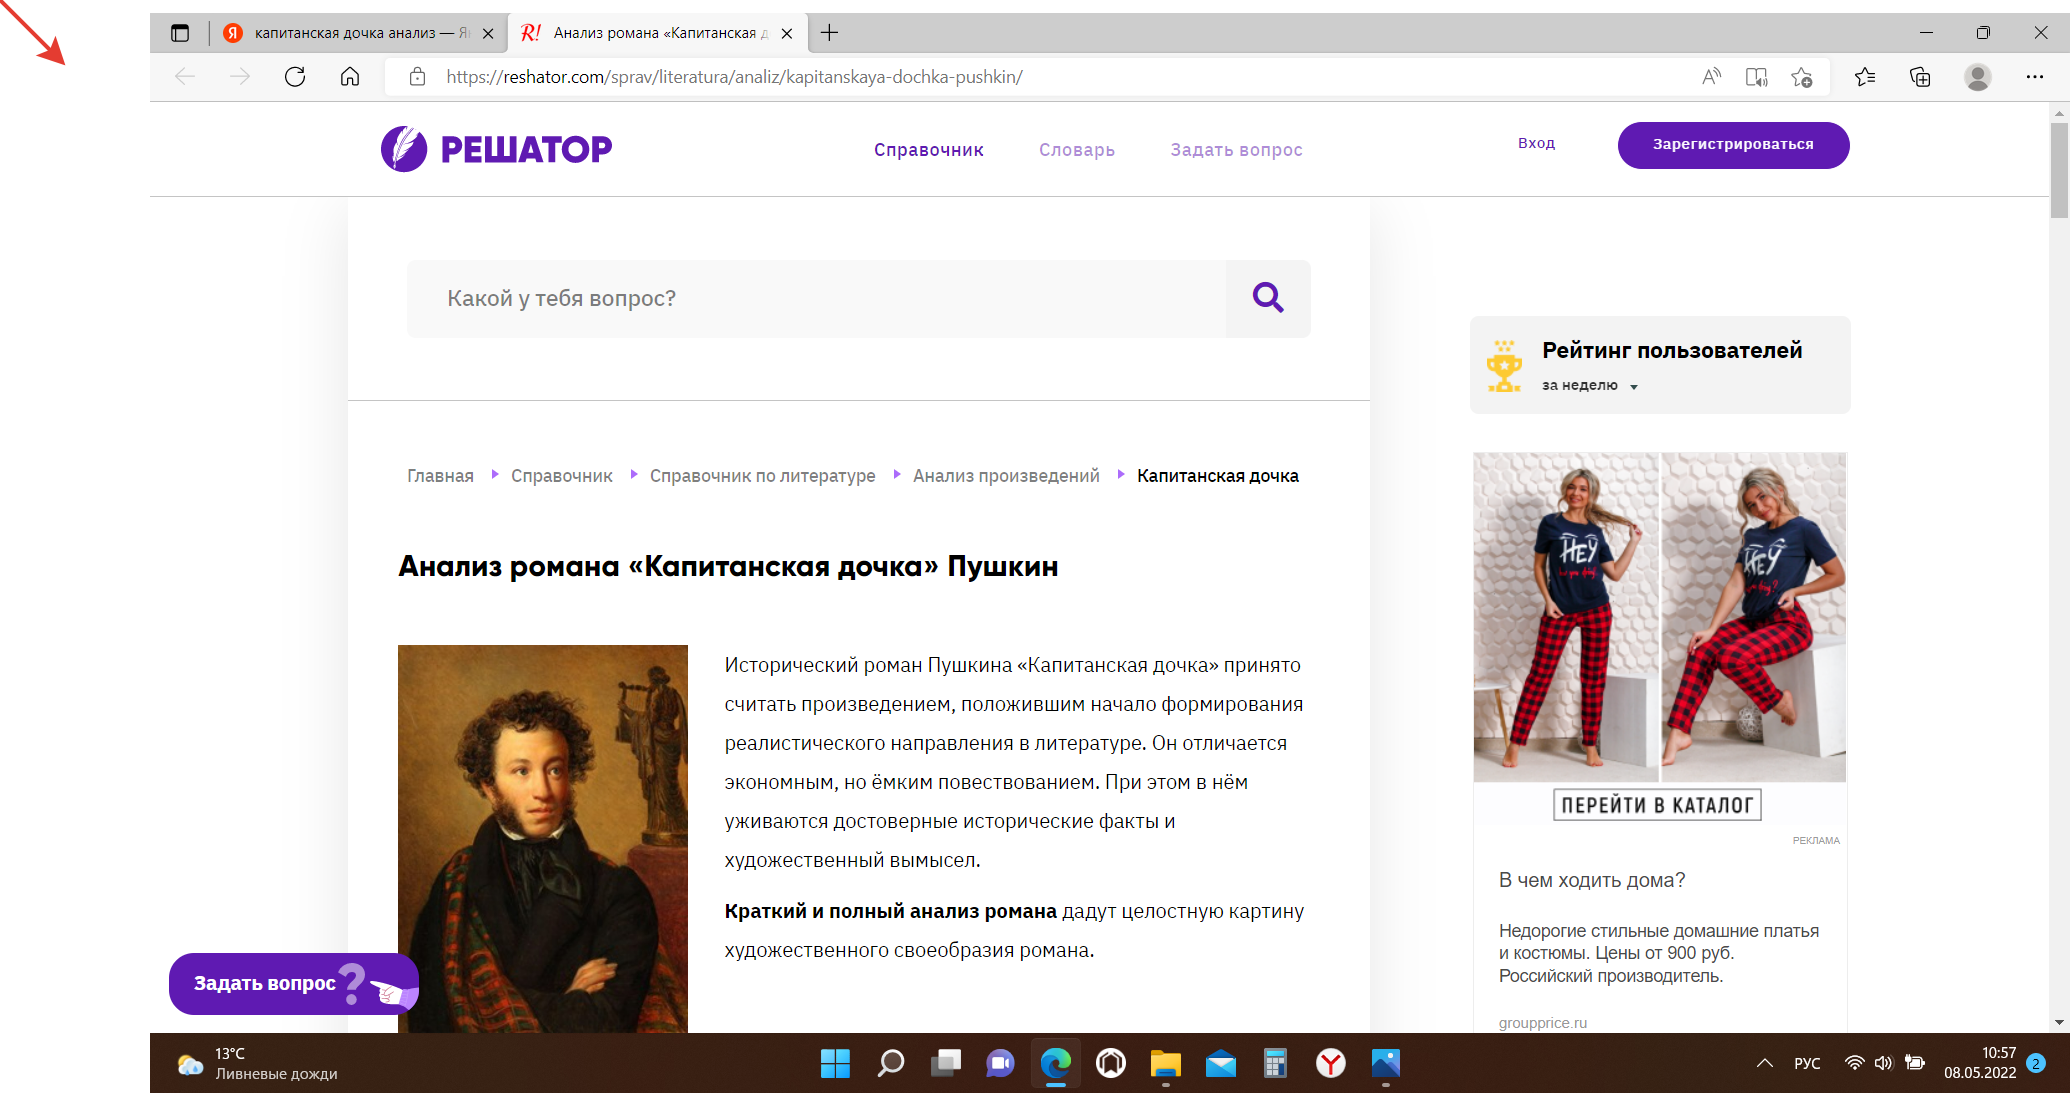 капитанская дочка анализ — Ян
Анализ романа «Капитанская д
https://reshator.com/sprav/literatura/analiz/kapitanskaya-dochka-pushkin/
РЕШАТОР
Справочник
Словарь
Задать вопрос
Вход
Зарегистрироваться
Какой у тебя вопрос?
Рейтинг пользователей
за неделю
Главная
Справочник
Справочник по литературе
Анализ произведений
Капитанская дочка
Анализ романа «Капитанская дочка» Пушкин
Исторический роман Пушкина «Капитанская дочка» принято
считать произведением, положившим начало формирования
реалистического направления в литературе. Он отличается
экономным, но ёмким повествованием. При этом в нём
уживаются достоверные исторические факты и
художественный вымысел.
Краткий и полный анализ романа дадут целостную картину
художественного своеобразия романа.
HEY
HEY
ПЕРЕЙТИ В КАТАЛОГ
РЕКЛАМА
В чем ходить дома?
Недорогие стильные домашние платья
и костюмы. Цены от 900 руб.
Российский производитель.
groupprice.ru
Задать вопрос
13°C
Ливневые дожди
РУС
10:57
08.05.2022
2